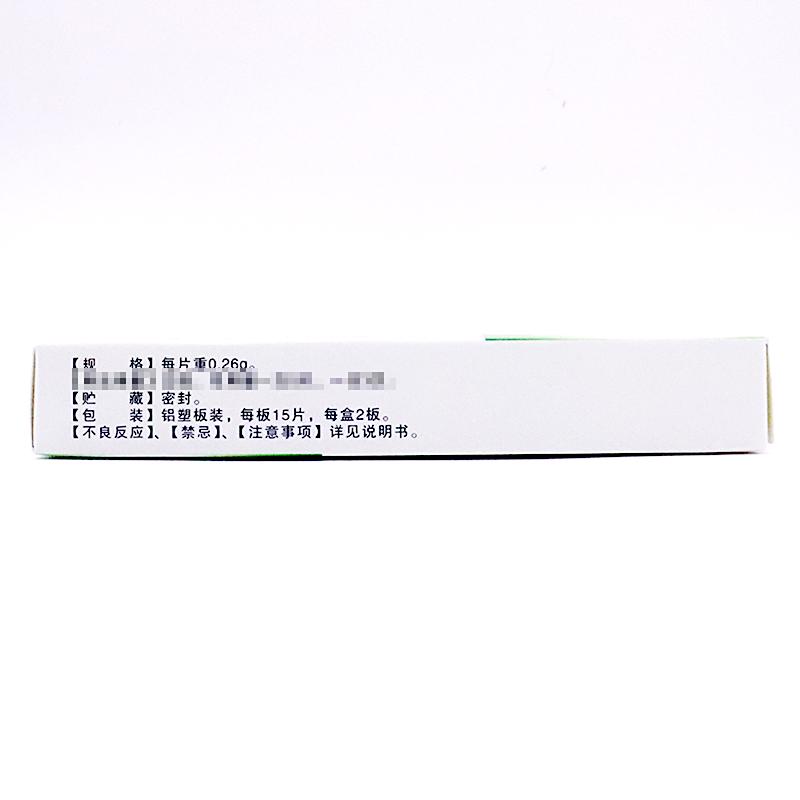 【规 格】每片重0.26g。
【贮 藏】密封。
【包 装】铝塑板装，每板15片，每盒2板。
【不良反应】、【禁忌】、【注意事项】详见说明书。